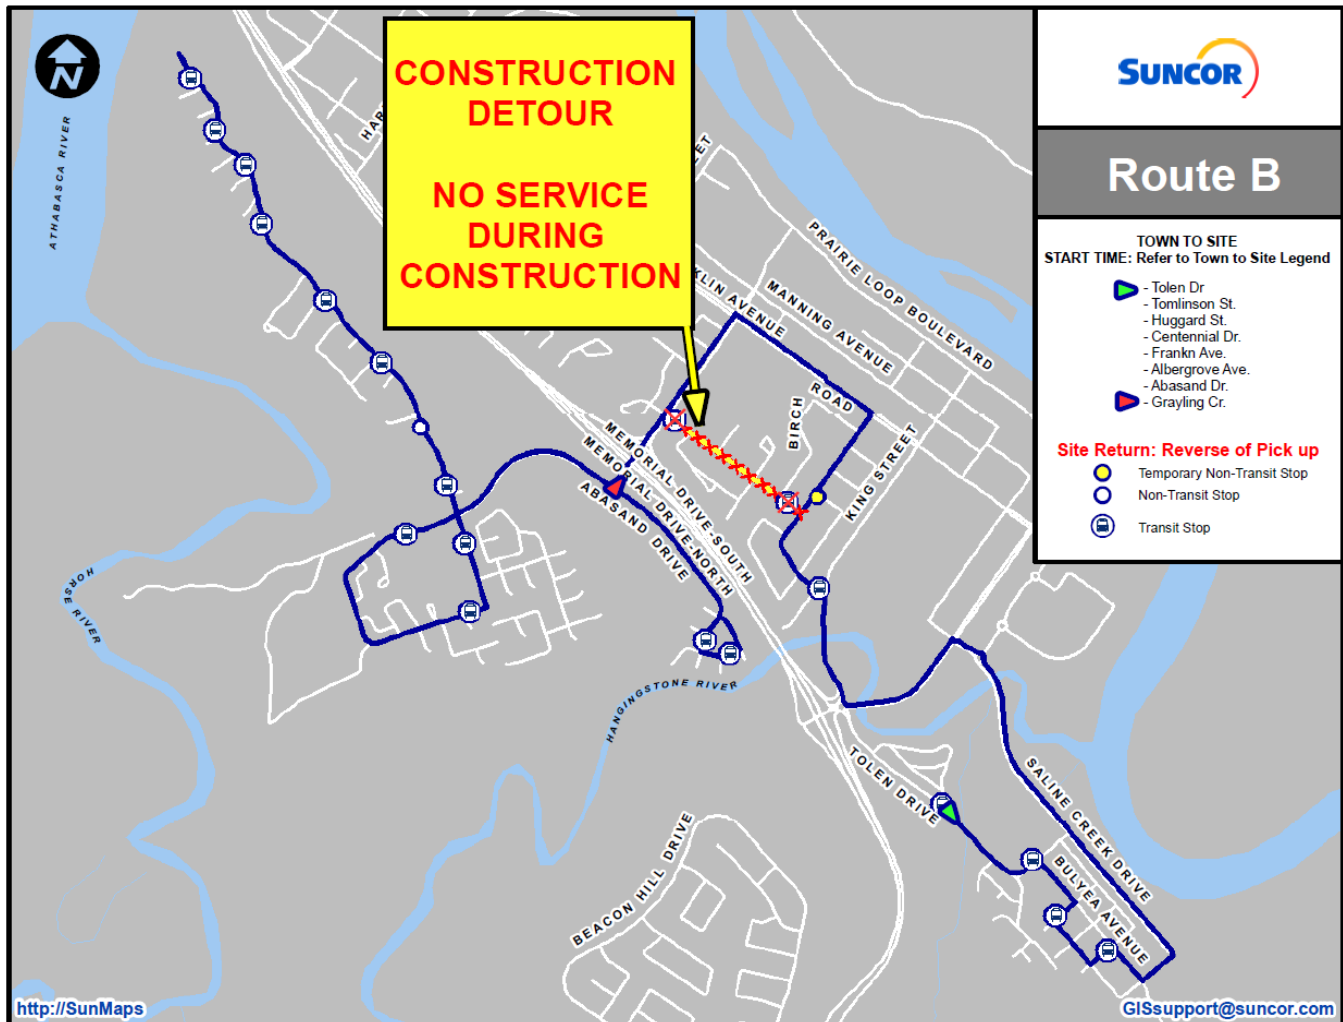 N
CONSTRUCTION
DETOUR
NO SERVICE
DURING
CONSTRUCTION
SUNCOR
Route B
TOWN TO SITE
START TIME: Refer to Town to Site Legend
- Tolen Dr
- Tomlinson St.
- Huggard St.
- Centennial Dr.
- Frankn Ave.
- Albergrove Ave.
- Abasand Dr.
- Grayling Cr.
Site Return: Reverse of Pick up
Temporary Non-Transit Stop
Non-Transit Stop
Transit Stop
ATHABASCA RIVER
HAR
EET
PRAIRIE LOOP BOULEVARD
KLIN AVENUE
MANNING AVENUE
ROAD
BIRCH
KING STREET
MEMORIAL DRIVE-SOUTH
MEMORIAL DRIVE-NORTH
ABASAND DRIVE
HORSE RIVER
HANGINGSTONE RIVER
TOLEN DRIVE
SALINE CREEK DRIVE
BULYEA AVENUE
BEACON HILL DRIVE
http://SunMaps
GISsupport@suncor.com